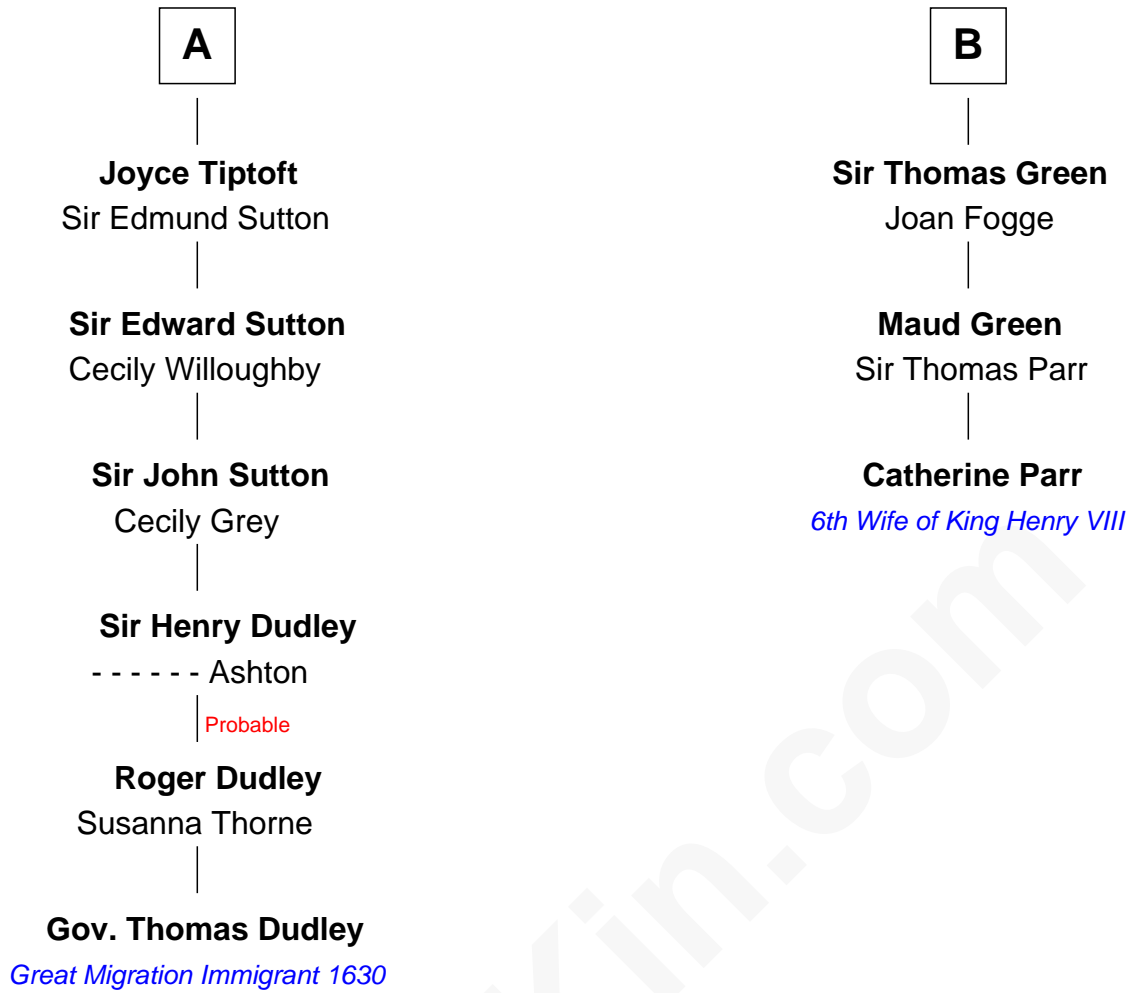 A
Joyce Tiptoft
Sir Edmund Sutton
Sir Edward Sutton
Cecily Willoughby
Sir John Sutton
Cecily Grey
Sir Henry Dudley
- - - - - - Ashton
Probable
Roger Dudley
Susanna Thorne
Gov. Thomas Dudley
Great Migration Immigrant 1630
B
Sir Thomas Green
Joan Fogge
Maud Green
Sir Thomas Parr
Catherine Parr
6th Wife of King Henry VIII